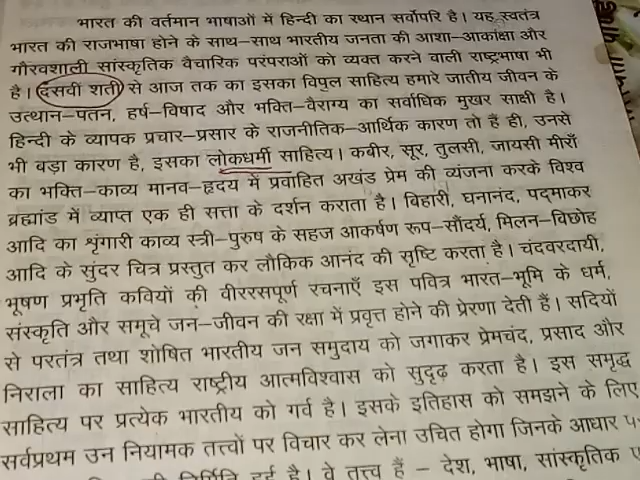 भारत की वर्तमान भाषाओं में हिन्दी का स्थान सर्वोपरि है। यह स्वतंत्र
भारत की राजभाषा होने के साथ–साथ भारतीय जनता की आशा–आकांक्षा और
गौरवशाली सांस्कृतिक वैचारिक परंपराओं को व्यक्त करने वाली राष्ट्रभाषा भी
है। दसवीं शती से आज तक का इसका विपुल साहित्य हमारे जातीय जीवन के
उत्थान–पतन, हर्ष–विषाद और भक्ति–वैराग्य का सर्वाधिक मुखर साक्षी है।
हिन्दी के व्यापक प्रचार–प्रसार के राजनीतिक–आर्थिक कारण तो हैं ही, उनसे
भी बड़ा कारण है, इसका लोकधर्मी साहित्य। कबीर, सूर, तुलसी, जायसी मीराँ
का भक्ति–काव्य मानव–हृदय में प्रवाहित अखंड प्रेम की व्यंजना करके विश्व
ब्रह्मांड में व्याप्त एक ही सत्ता के दर्शन कराता है। बिहारी, घनानंद, पद्माकर
आदि का शृंगारी काव्य स्त्री–पुरुष के सहज आकर्षण रूप–सौंदर्य, मिलन–विछोह
आदि के सुंदर चित्र प्रस्तुत कर लौकिक आनंद की सृष्टि करता है। चंदवरदायी,
भूषण प्रभृति कवियों की वीररसपूर्ण रचनाएँ इस पवित्र भारत–भूमि के धर्म,
संस्कृति और समूचे जन–जीवन की रक्षा में प्रवृत्त होने की प्रेरणा देती हैं। सदियों
से परतंत्र तथा शोषित भारतीय जन समुदाय को जगाकर प्रेमचंद, प्रसाद और
निराला का साहित्य राष्ट्रीय आत्मविश्वास को सुदृढ़ करता है। इस समृद्ध
साहित्य पर प्रत्येक भारतीय को गर्व है। इसके इतिहास को समझने के लिए
सर्वप्रथम उन नियामक तत्त्वों पर विचार कर लेना उचित होगा जिनके आधार
निर्मिति हुई है। वे तत्त्व हैं – देश, भाषा, सांस्कृतिक